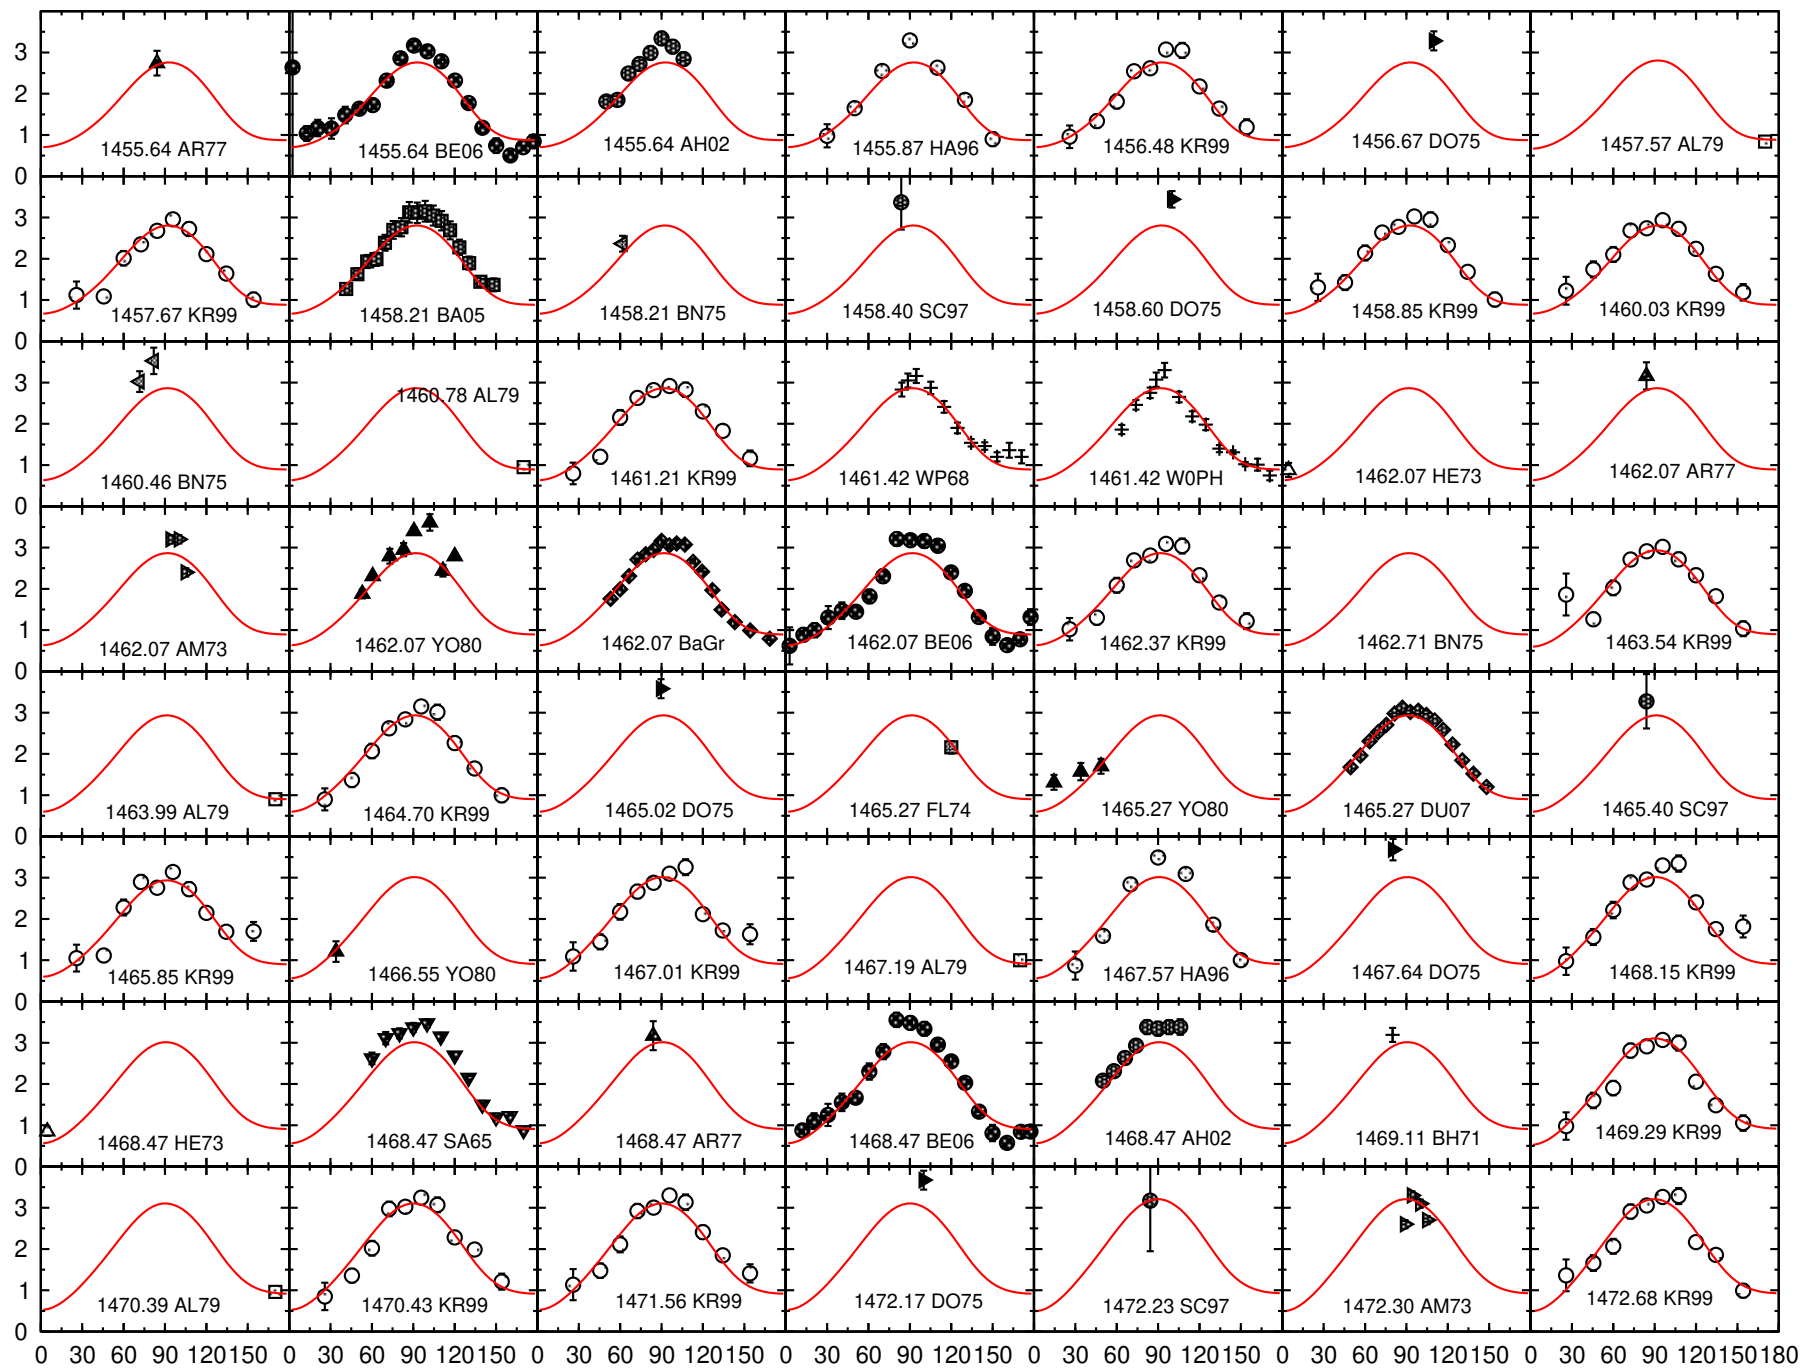 3
2
1
0
1455.64 AR77
1455.64 BE06
1455.64 AH02
1455.87 HA96
1456.48 KR99
1456.67 DO75
1457.57 AL79
3
2
1
0
1457.67 KR99
1458.21 BA05
1458.21 BN75
1458.40 SC97
1458.60 DO75
1458.85 KR99
1460.03 KR99
3
2
1
0
1460.46 BN75
1460.78 AL79
1461.21 KR99
1461.42 WP68
1461.42 W0PH
1462.07 HE73
1462.07 AR77
3
2
1
0
1462.07 AM73
1462.07 YO80
1462.07 BaGr
1462.07 BE06
1462.37 KR99
1462.71 BN75
1463.54 KR99
3
2
1
0
1463.99 AL79
1464.70 KR99
1465.02 DO75
1465.27 FL74
1465.27 YO80
1465.27 DU07
1465.40 SC97
3
2
1
0
1465.85 KR99
1466.55 YO80
1467.01 KR99
1467.19 AL79
1467.57 HA96
1467.64 DO75
1468.15 KR99
3
2
1
0
1468.47 HE73
1468.47 SA65
1468.47 AR77
1468.47 BE06
1468.47 AH02
1469.11 BH71
1469.29 KR99
3
2
1
0
1470.39 AL79
1470.43 KR99
1471.56 KR99
1472.17 DO75
1472.23 SC97
1472.30 AM73
1472.68 KR99
0 30 60 90 120 150 0 30 60 90 120 150 0 30 60 90 120 150 0 30 60 90 120 150 0 30 60 90 120 150 0 30 60 90 120 150 0 30 60 90 120 150 180